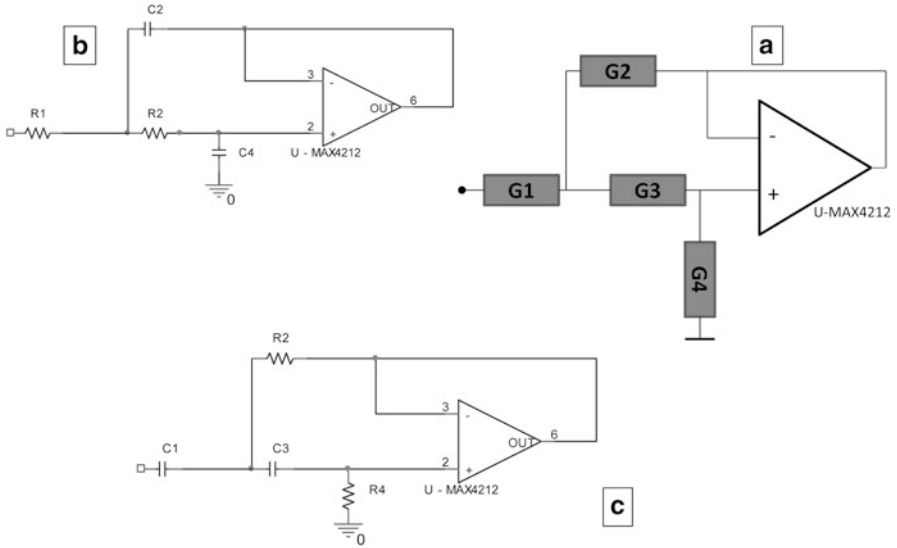 C2
b
3
-
OUT
6
R1
R2
2
+
C4
U - MAX4212
0
a
G2
-
G1
G3
+
U-MAX4212
G4
R2
3
-
OUT
6
C1
C3
2
+
R4
U - MAX4212
0
c